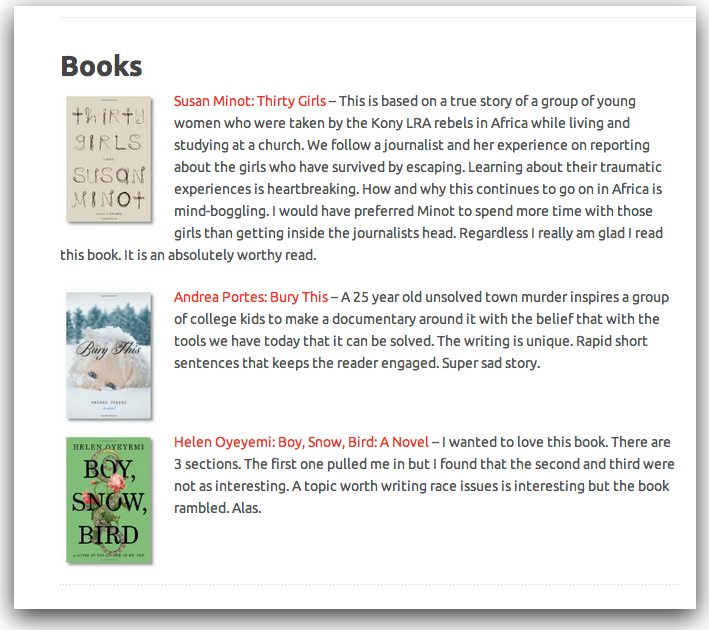 Books
Susan Minot: Thirty Girls – This is based on a true story of a group of young
women who were taken by the Kony LRA rebels in Africa while living and
studying at a church. We follow a journalist and her experience on reporting
about the girls who have survived by escaping. Learning about their traumatic
experiences is heartbreaking. How and why this continues to go on in Africa is
mind-boggling. I would have preferred Minot to spend more time with those
girls than getting inside the journalists head. Regardless I really am glad I read
this book. It is an absolutely worthy read.
THIRTY
GIRLS
A NOVEL
SUSAN
MINOT
Andrea Portes: Bury This – A 25 year old unsolved town murder inspires a group
of college kids to make a documentary around it with the belief that with the
tools we have today that it can be solved. The writing is unique. Rapid short
sentences that keeps the reader engaged. Super sad story.
Bury This
ANDREA PORTES
a novel
Helen Oyeyemi: Boy, Snow, Bird: A Novel – I wanted to love this book. There are
3 sections. The first one pulled me in but I found that the second and third were
not as interesting. A topic worth writing race issues is interesting but the book
rambled. Alas.
HELEN OYEYEMI
BOY,
SNOW,
BIRD
A NOVEL BY THE AUTHOR OF MR. FOX